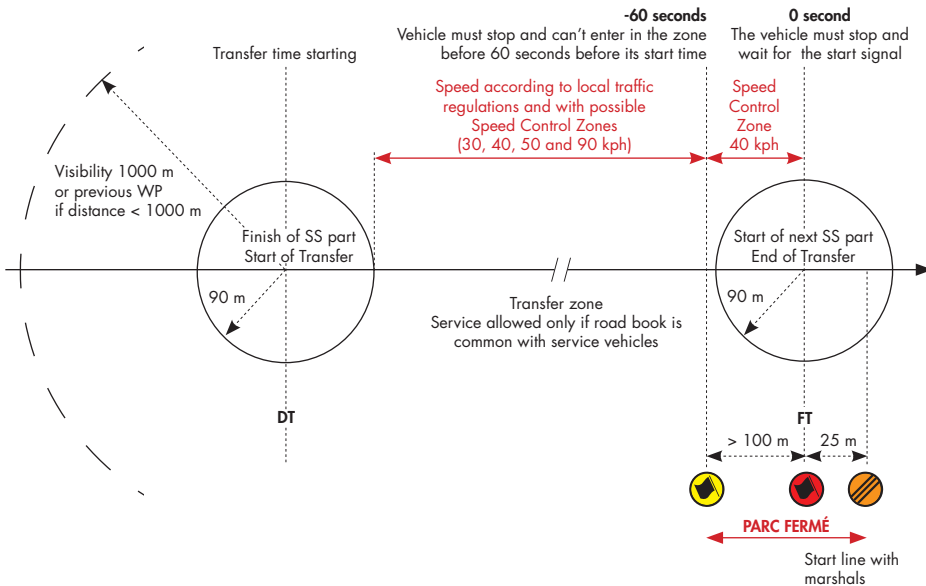 -60 seconds
Vehicle must stop and can't enter in the zone
before 60 seconds before its start time
0 second
The vehicle must stop and
wait for the start signal
Transfer time starting
Speed according to local traffic
regulations and with possible
Speed Control Zones
(30, 40, 50 and 90 kph)
Speed
Control
Zone
40 kph
Visibility 1000 m
or previous WP
if distance < 1000 m
Finish of SS part
Start of Transfer
90 m
Start of next SS part
End of Transfer
90 m
Transfer zone
Service allowed only if road book is
common with service vehicles
DT
FT
> 100 m
25 m
PARC FERMÉ
Start line with
marshals